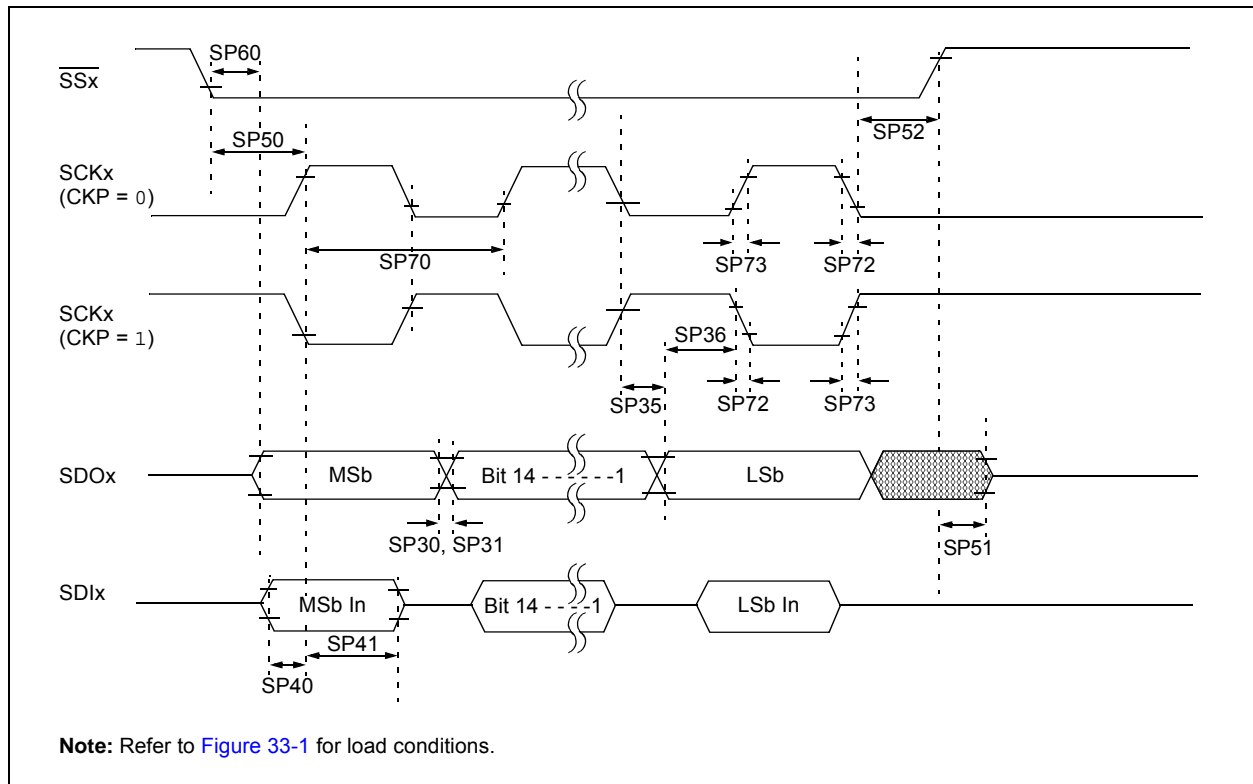 SP60
SSx
SP50
SP52
SCKx
(CKP = 0)
SP70
SP73
SP72
SCKx
(CKP = 1)
SP36
SP35
SP72
SP73
SDOx
MSb
Bit 14 - - - - - -1
LSb
SP30, SP31
SP51
SDIx
MSb In
Bit 14 - - - -1
LSb In
SP41
SP40
Note: Refer to Figure 33-1 for load conditions.